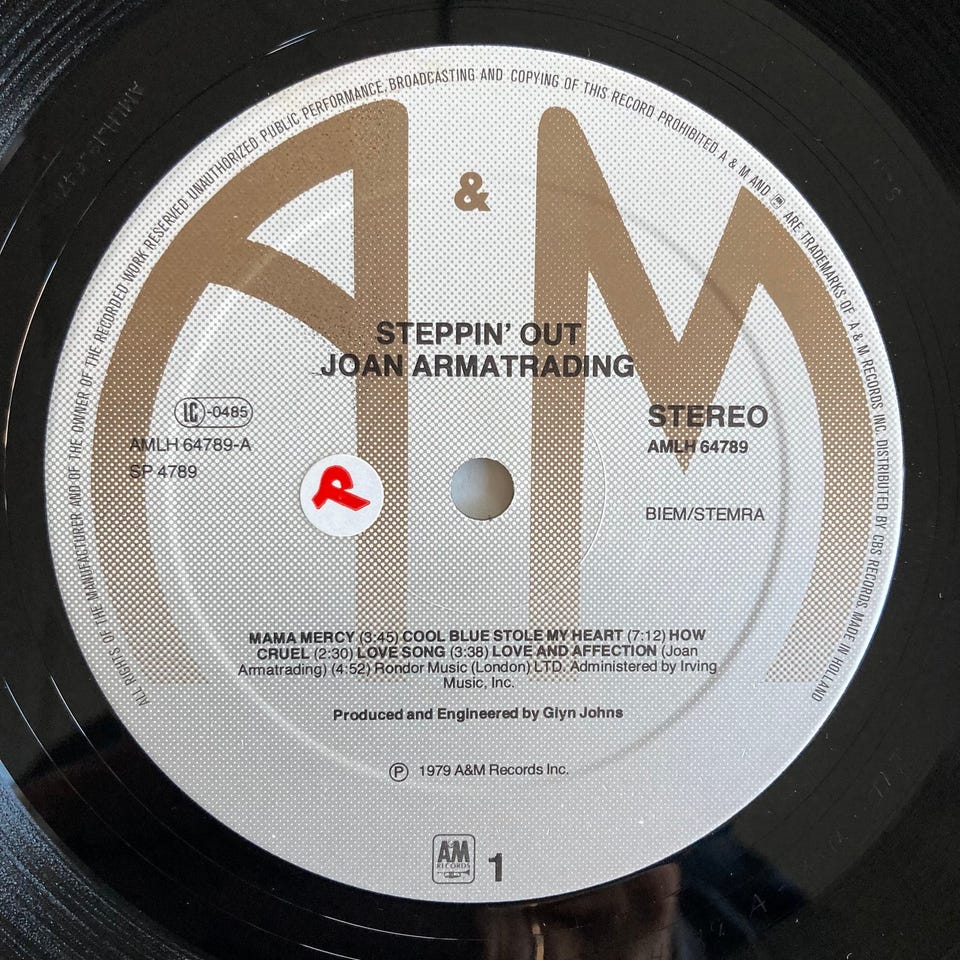 ALL RIGHTS OF THE MANUFACTURER AND OF THE OWNER OF THE RECORDED WORK RESERVED UNAUTHORIZED PUBLIC PERFORMANCE, BROADCASTING AND COPYING OF THIS RECORD PROHIBITED A & M AND ARE TRADEMARKS OF A & M RECORDS INC. DISTRIBUTED BY CBS RECORDS MADE IN HOLLAND
A & M
STEPPIN' OUT
JOAN ARMATRADING
LC-0485
AMLH 64789-A
SP 4789
STEREO
AMLH 64789
BIEM/STEMRA
MAMA MERCY (3:45) COOL BLUE STOLE MY HEART (7:12) HOW
CRUEL (2:30) LOVE SONG (3:38) LOVE AND AFFECTION (Joan
Armatrading) (4:52) Rondor Music (London) LTD. Administered by Irving
Music, Inc.
Produced and Engineered by Glyn Johns
℗ 1979 A&M Records Inc.
A&M
RECORDS
1